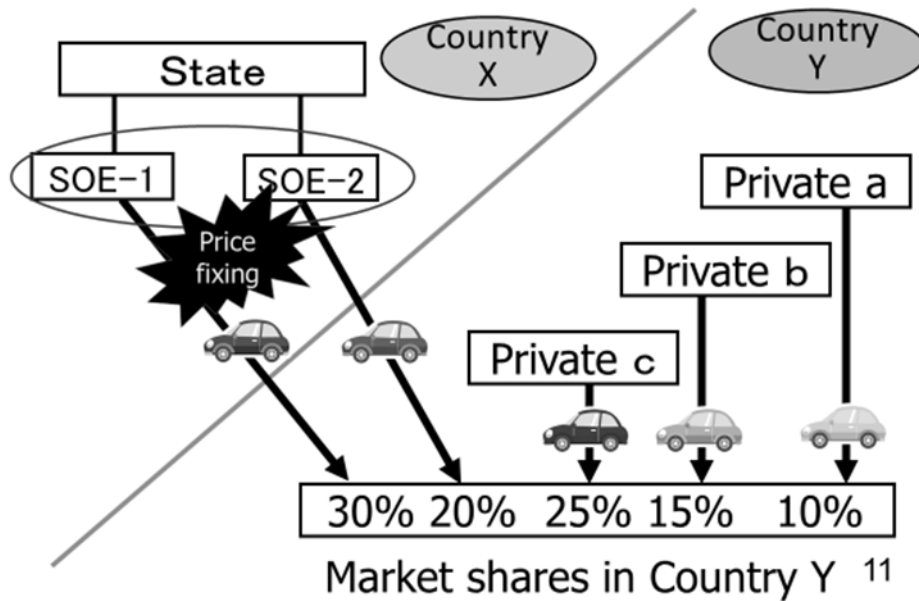 State
Country
X
Country
Y
SOE-1
SOE-2
Price
fixing
Private a
Private b
Private c
30% 20% 25% 15% 10%
Market shares in Country Y 11